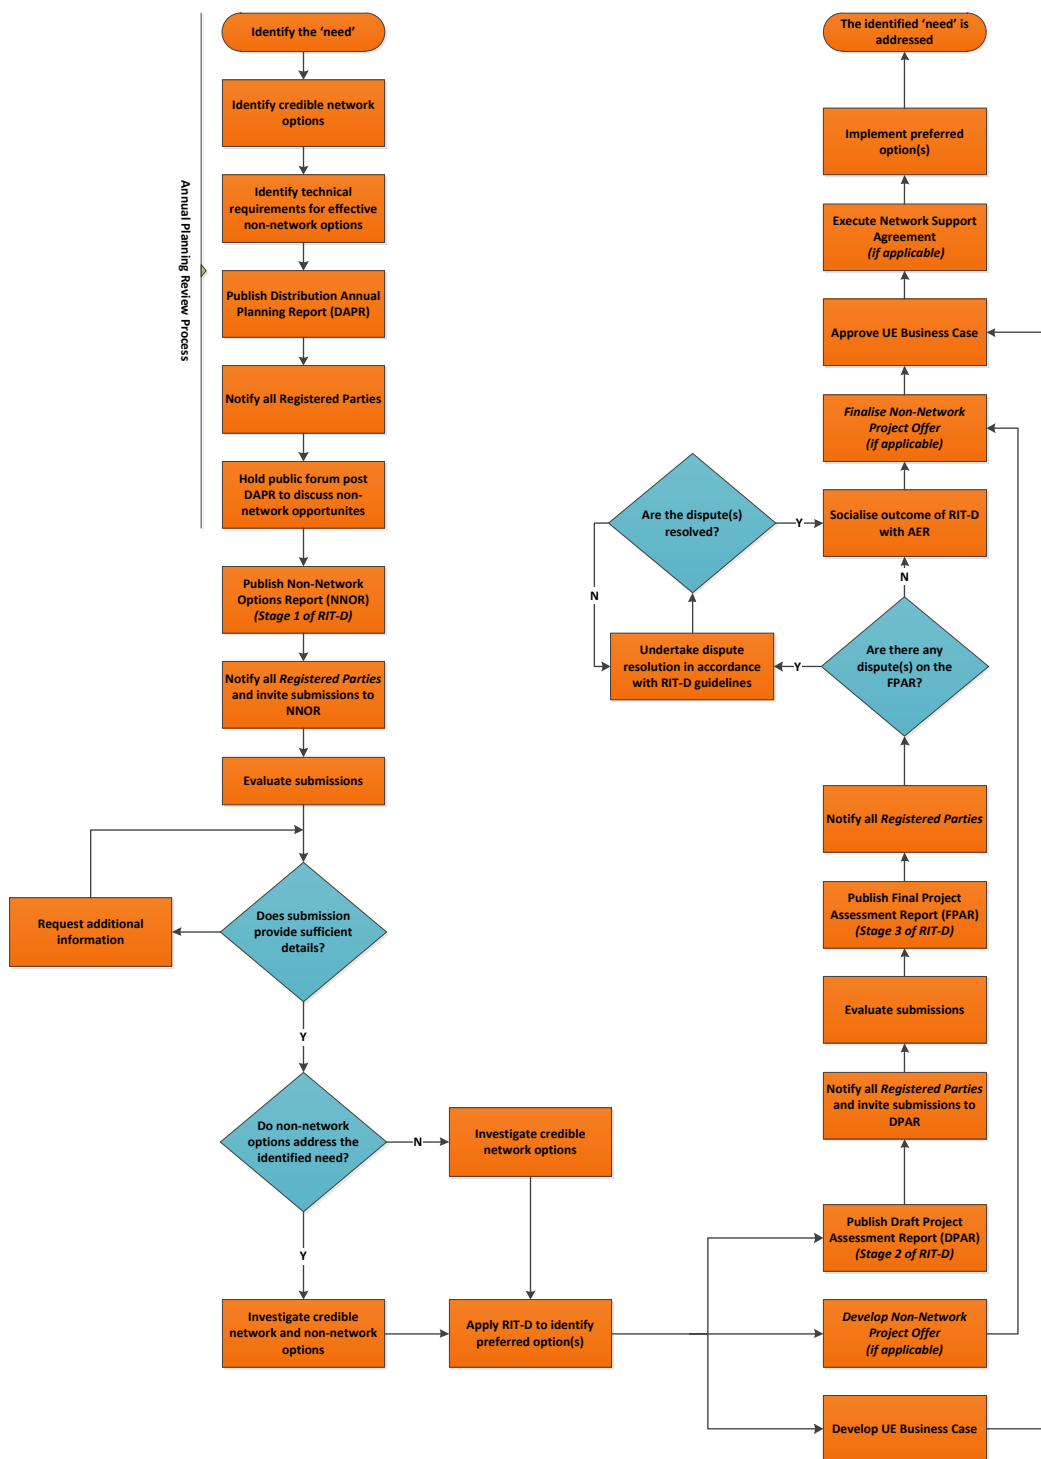 Identify the ‘need’
Identify credible network
options
Identify technical
requirements for effective
non-network options
Publish Distribution Annual
Planning Report (DAPR)
Notify all Registered Parties
Hold public forum post
DAPR to discuss non-
network opportunites
Annual Planning Review Process
Publish Non-Network
Options Report (NNOR)
(Stage 1 of RIT-D)
Notify all Registered Parties
and invite submissions to
NNOR
Evaluate submissions
Does submission
provide sufficient
details?
Request additional
information
Y
Do non-network
options address the
identified need?
N
Investigate credible
network options
Y
Investigate credible
network and non-network
options
Apply RIT-D to identify
preferred option(s)
Publish Draft Project
Assessment Report (DPAR)
(Stage 2 of RIT-D)
Develop Non-Network
Project Offer
(if applicable)
Develop UE Business Case
Notify all Registered Parties
and invite submissions to
DPAR
Evaluate submissions
Publish Final Project
Assessment Report (FPAR)
(Stage 3 of RIT-D)
Notify all Registered Parties
Are there any
dispute(s) on the
FPAR?
Y
N
Undertake dispute
resolution in accordance
with RIT-D guidelines
Are the dispute(s)
resolved?
N
Y
Socialise outcome of RIT-D
with AER
Finalise Non-Network
Project Offer
(if applicable)
Approve UE Business Case
Execute Network Support
Agreement
(if applicable)
Implement preferred
option(s)
The identified ‘need’ is
addressed